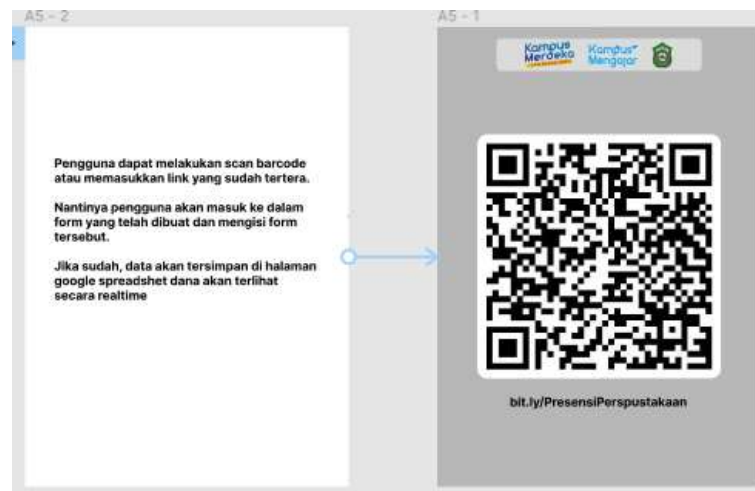 A5 - 2
Pengguna dapat melakukan scan barcode
atau memasukkan link yang sudah tertera.
Nantinya pengguna akan masuk ke dalam
form yang telah dibuat dan mengisi form
tersebut.
Jika sudah, data akan tersimpan di halaman
google spreadshet dana akan terlihat
secara realtime
A5 - 1
Kampus
Merdeka
Kampus
Mengajar
bit.ly/PresensiPerspustakaan